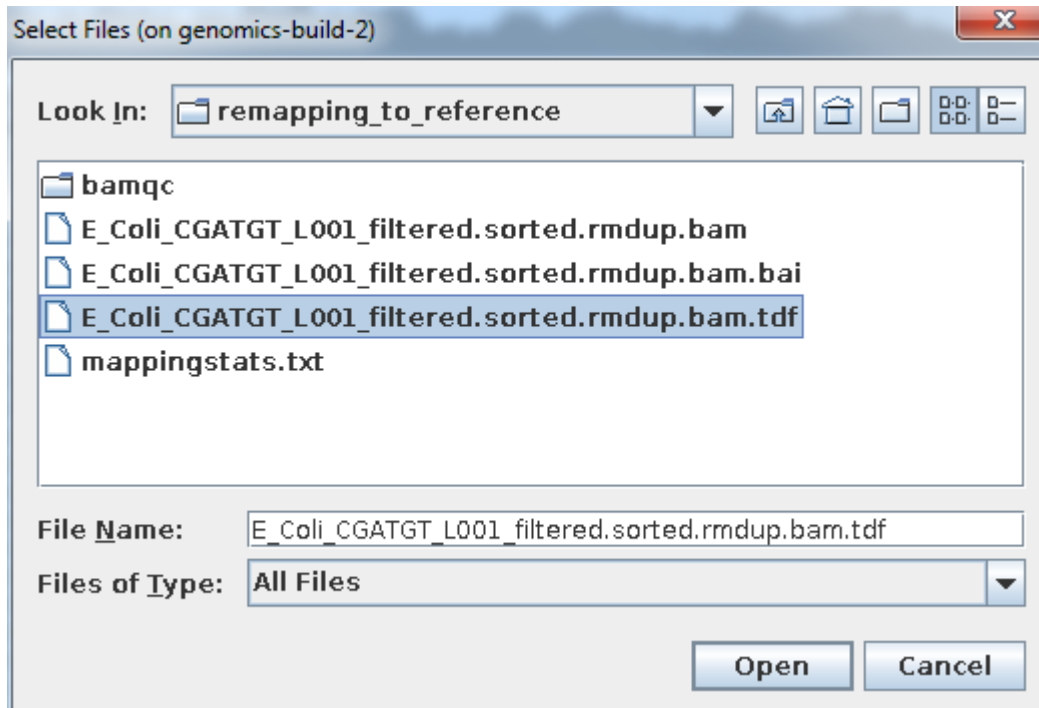 Select Files (on genomics-build-2)
x
Look In: remapping_to_reference
bamqc
E_Coli_CGATGT_L001_filtered.sorted.rmdup.bam
E_Coli_CGATGT_L001_filtered.sorted.rmdup.bam.bai
E_Coli_CGATGT_L001_filtered.sorted.rmdup.bam.tdf
mappingstats.txt
File Name: E_Coli_CGATGT_L001_filtered.sorted.rmdup.bam.tdf
Files of Type: All Files
Open Cancel